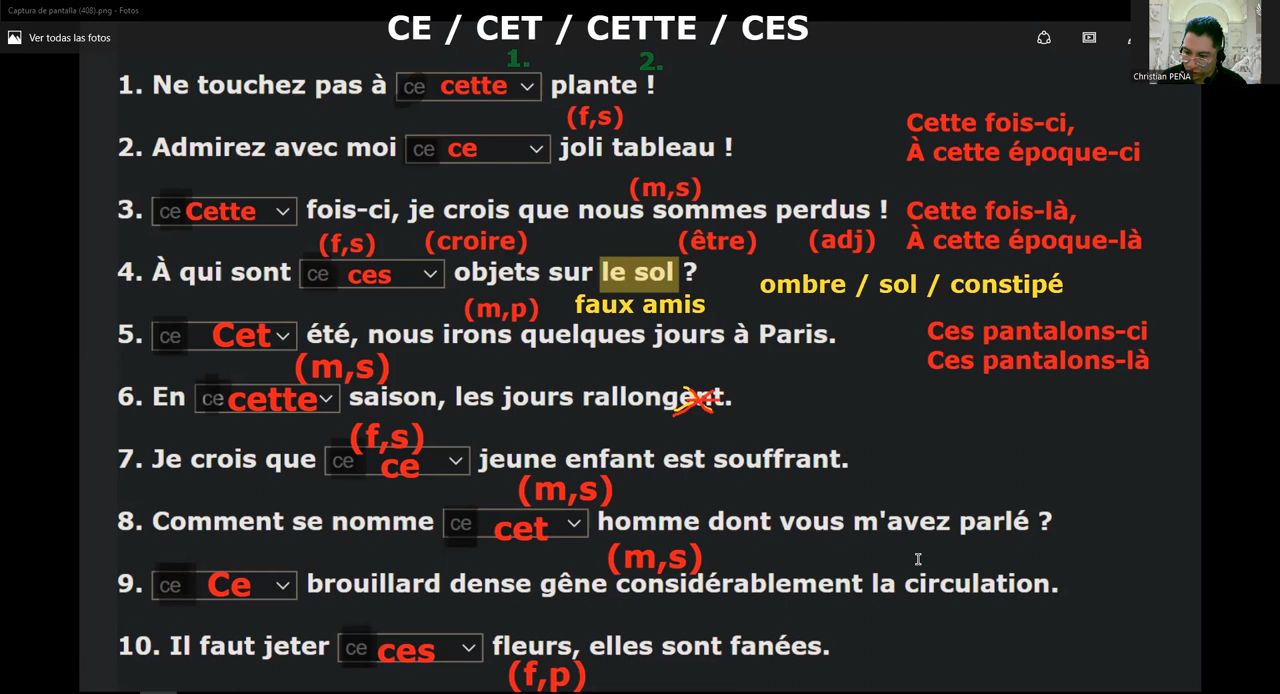 Captura de pantalla (408).png - Fotos
CE / CET / CETTE / CES
Ver todas las fotos
1. 2.
Christian PEÑA
1. Ne touchez pas à ce cette plante !
(f,s)
Cette fois-ci,
2. Admirez avec moi ce ce joli tableau !
À cette époque-ci
(m,s)
3. ce Cette fois-ci, je crois que nous sommes perdus !
Cette fois-là,
(f,s) (croire) (être) (adj)
À cette époque-là
4. À qui sont ce ces objets sur le sol ?
ombre / sol / constipé
(m,p) faux amis
5. ce Cet été, nous irons quelques jours à Paris.
Ces pantalons-ci
(m,s)
Ces pantalons-là
6. En ce cette saison, les jours rallongent.
(f,s)
7. Je crois que ce ce jeune enfant est souffrant.
(m,s)
8. Comment se nomme ce cet homme dont vous m'avez parlé ?
(m,s)
9. ce Ce brouillard dense gêne considérablement la circulation.
10. Il faut jeter ce ces fleurs, elles sont fanées.
(f,p)